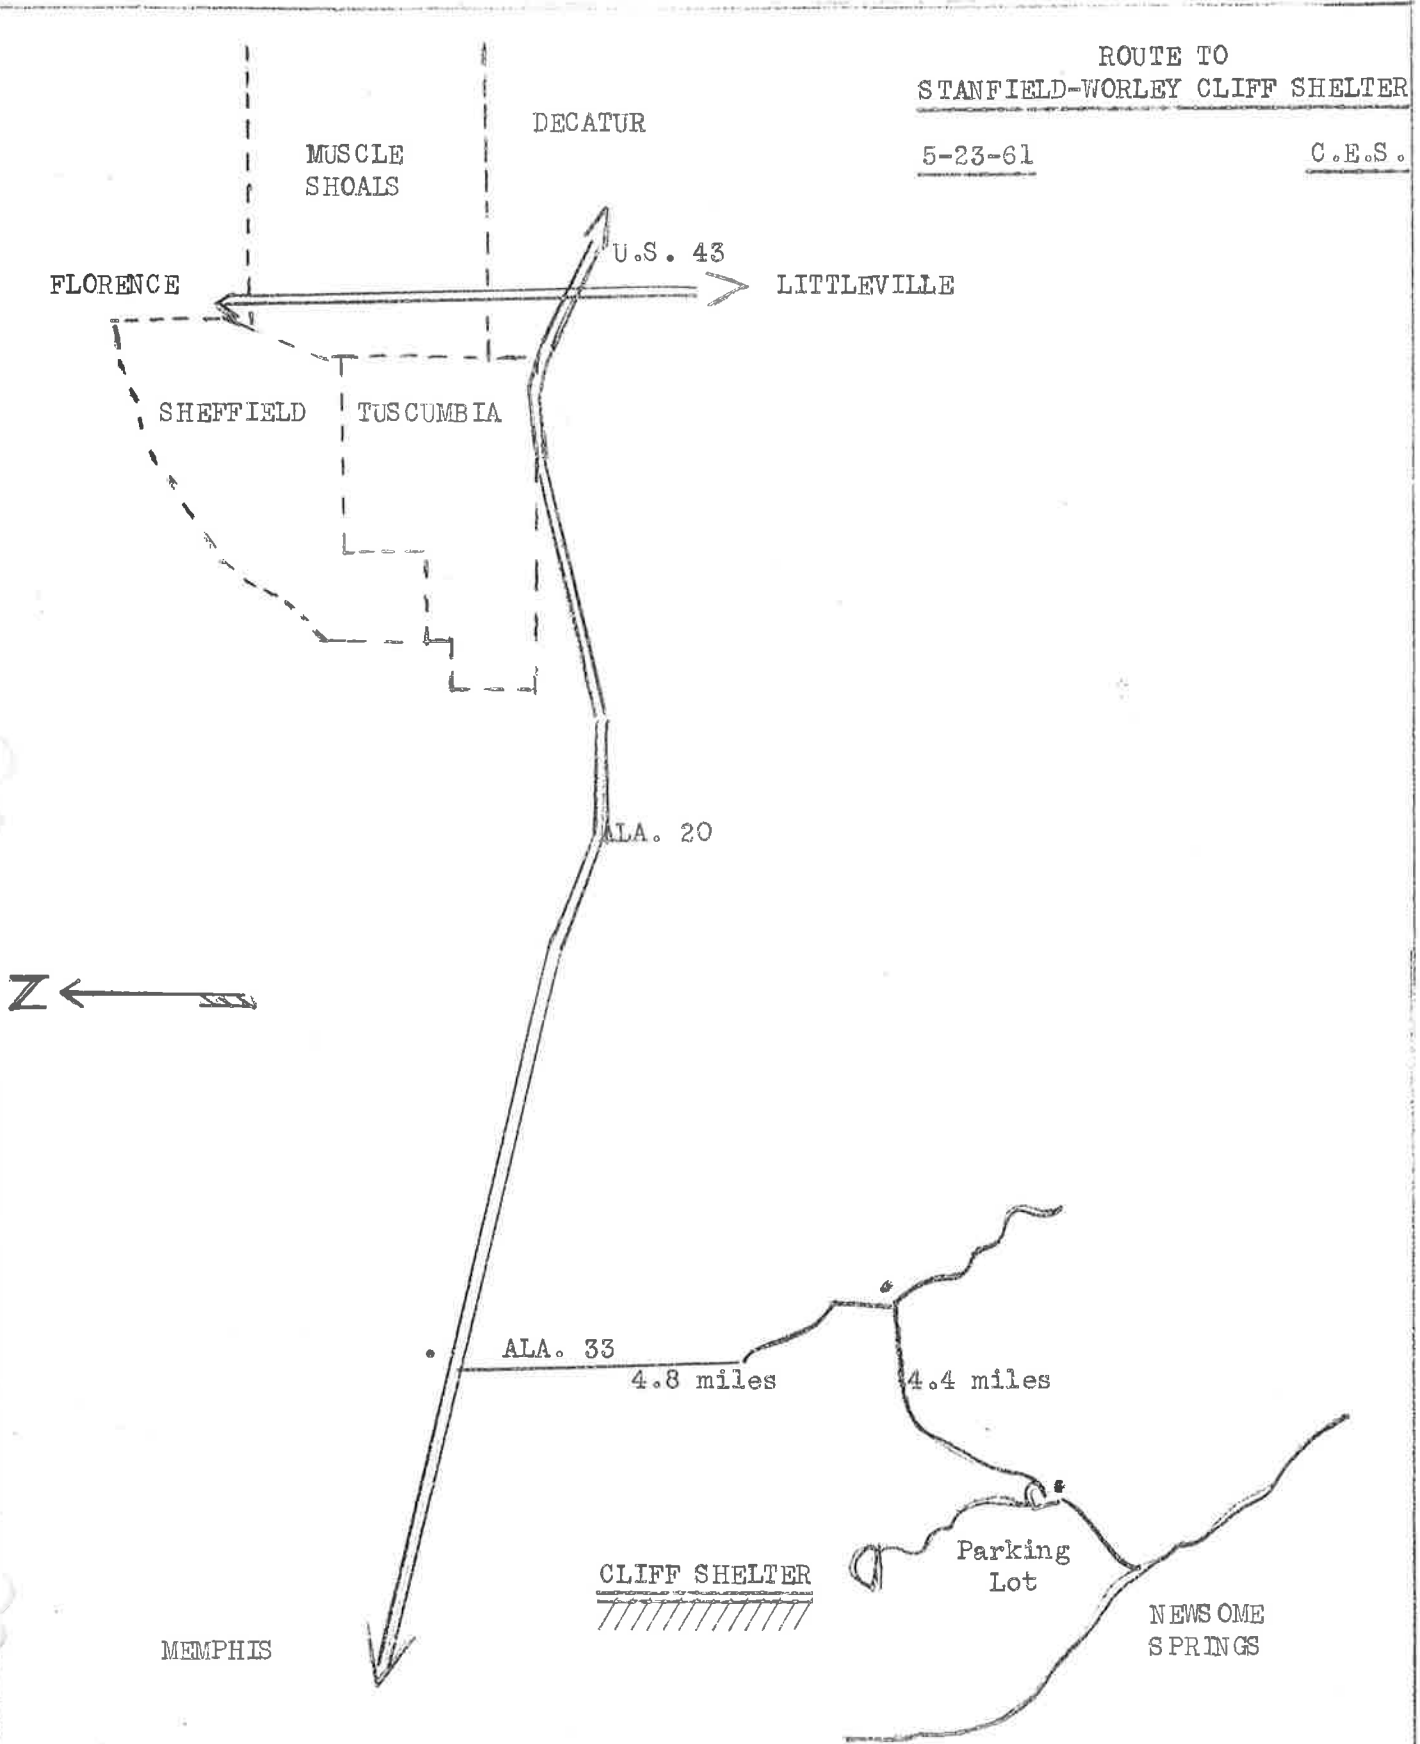 ROUTE TO
STANFIELD-WORLEY CLIFF SHELTER
5-23-61 C.E.S.
DECATUR
MUSCLE
SHOALS
U.S. 43
FLORENCE
LITTLEVILLE
SHEFFIELD
TUSCUMBIA
ALA. 20
N
ALA. 33
4.8 miles
4.4 miles
Parking
Lot
CLIFF SHELTER
NEWSOME
SPRINGS
MEMPHIS